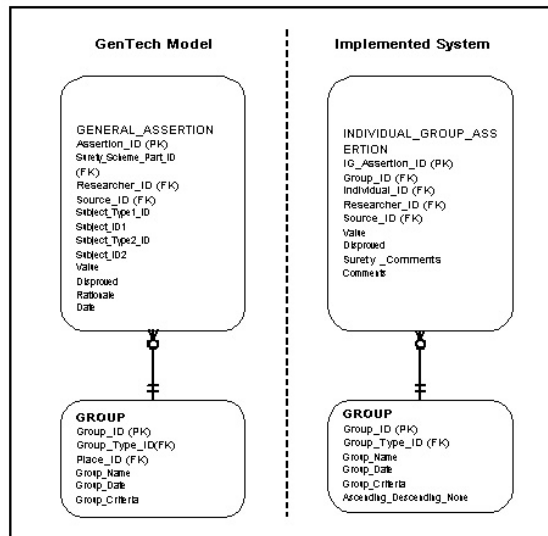 GenTech Model
GENERAL_ASSERTION
Assertion_ID (PK)
Surety_Scheme_Part_ID
(FK)
Researcher_ID (FK)
Source_ID (FK)
Subject_Type1_ID
Subject_ID1
Subject_Type2_ID
Subject_ID2
Value
Disproved
Rationale
Date
GROUP
Group_ID (PK)
Group_Type_ID(FK)
Place_ID (FK)
Group_Name
Group_Date
Group_Criteria
Implemented System
INDIVIDUAL_GROUP_ASS
ERTION
IG_Assertion_ID (PK)
Group_ID (FK)
Individual_ID (FK)
Researcher_ID (FK)
Source_ID (FK)
Value
Disproved
Surety _Comments
Comments
GROUP
Group_ID (PK)
Group_Type_ID (FK)
Group_Name
Group_Date
Group_Criteria
Ascending_Descending_None